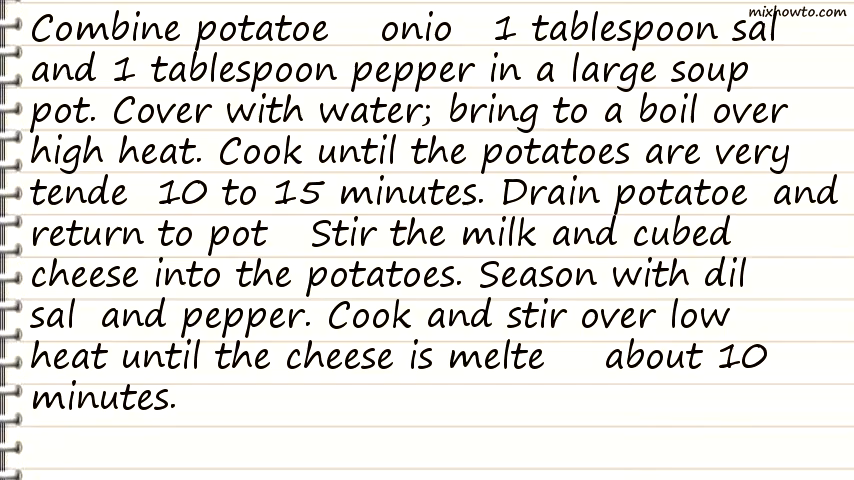 mixhowto.com
Combine potatoe onio 1 tablespoon sal
and 1 tablespoon pepper in a large soup
pot. Cover with water; bring to a boil over
high heat. Cook until the potatoes are very
tende 10 to 15 minutes. Drain potatoe and
return to pot Stir the milk and cubed
cheese into the potatoes. Season with dil
sal and pepper. Cook and stir over low
heat until the cheese is melte about 10
minutes.